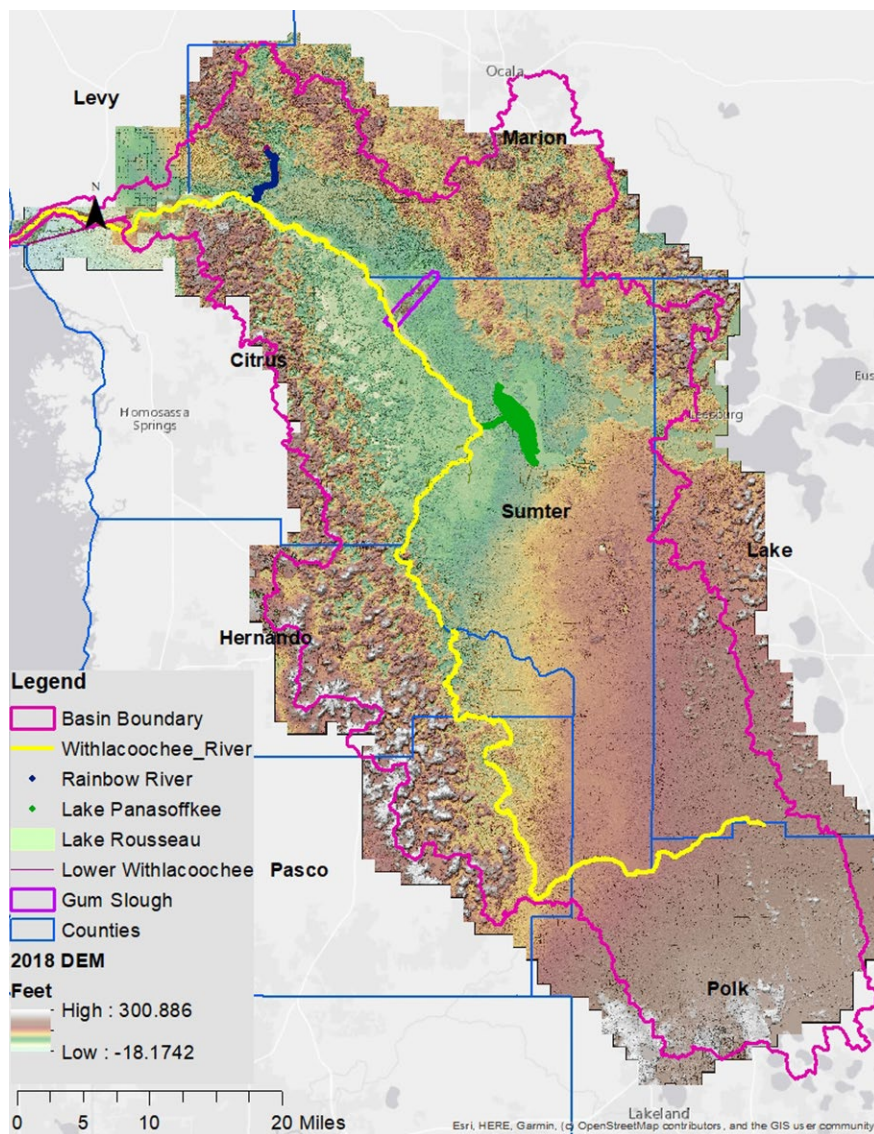 Ocala
Levy
Marion
N
Citrus
Homosassa
Springs
Eus
Leesburg
Sumter
Lake
Hernando
Legend
Basin Boundary
Withlacoochee_River
Rainbow River
Lake Panasoffkee
Lake Rousseau
Lower Withlacoochee
Gum Slough
Counties
2018 DEM
Feet
High : 300.886
Low : -18.1742
Pasco
Polk
0 5 10 20 Miles
Lakeland
Esri, HERE, Garmin, (c) OpenStreetMap contributors, and the GIS user community